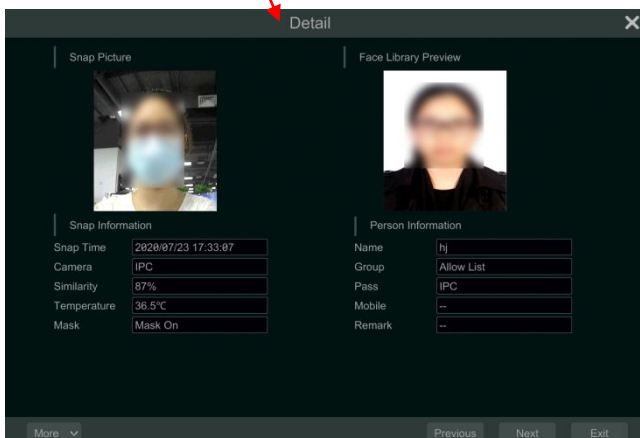 Detail
Snap Picture
Face Library Preview
Snap Information
Snap Time 2020/07/23 17:33:07
Camera IPC
Similarity 87%
Temperature 36.5℃
Mask Mask On
Person Information
Name hj
Group Allow List
Pass IPC
Mobile --
Remark --
More Previous Next Exit